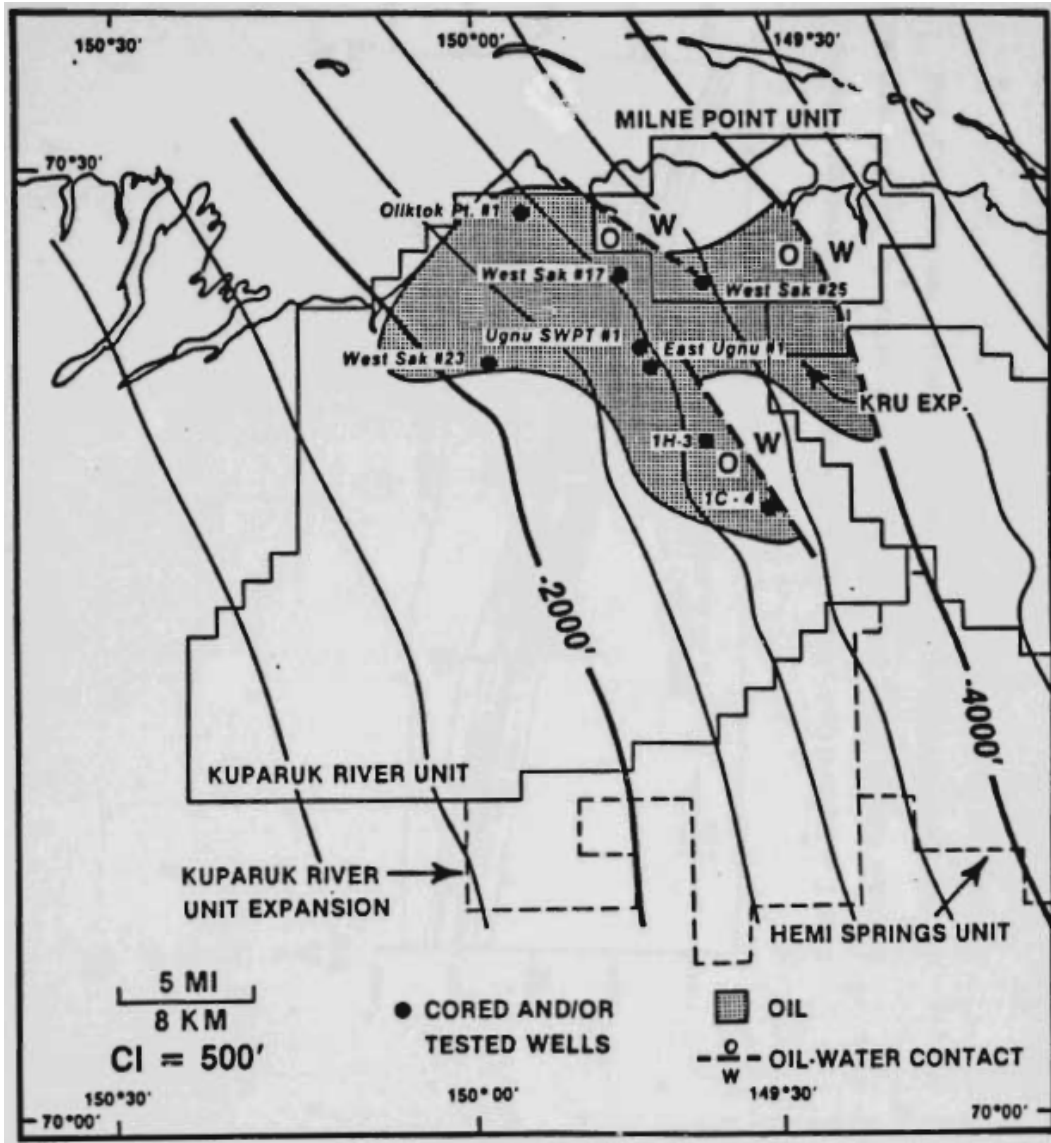 150°30'
150°00'
149°30'
MILNE POINT UNIT
70°30'
Oliktok Pt. #1
W
O
W
O
West Sak #17
West Sak #25
Ugnu SWPT #1
East Ugnu #1
West Sak #23
KRU EXP.
1H-3
W
O
1C-4
-2000'
-4000'
KUPARUK RIVER UNIT
KUPARUK RIVER
UNIT EXPANSION
HEMI SPRINGS UNIT
5 MI
8 KM
CI = 500'
CORED AND/OR
TESTED WELLS
OIL
O
W
OIL-WATER CONTACT
150°30'
150°00'
149°30'
70°00'
70°00'